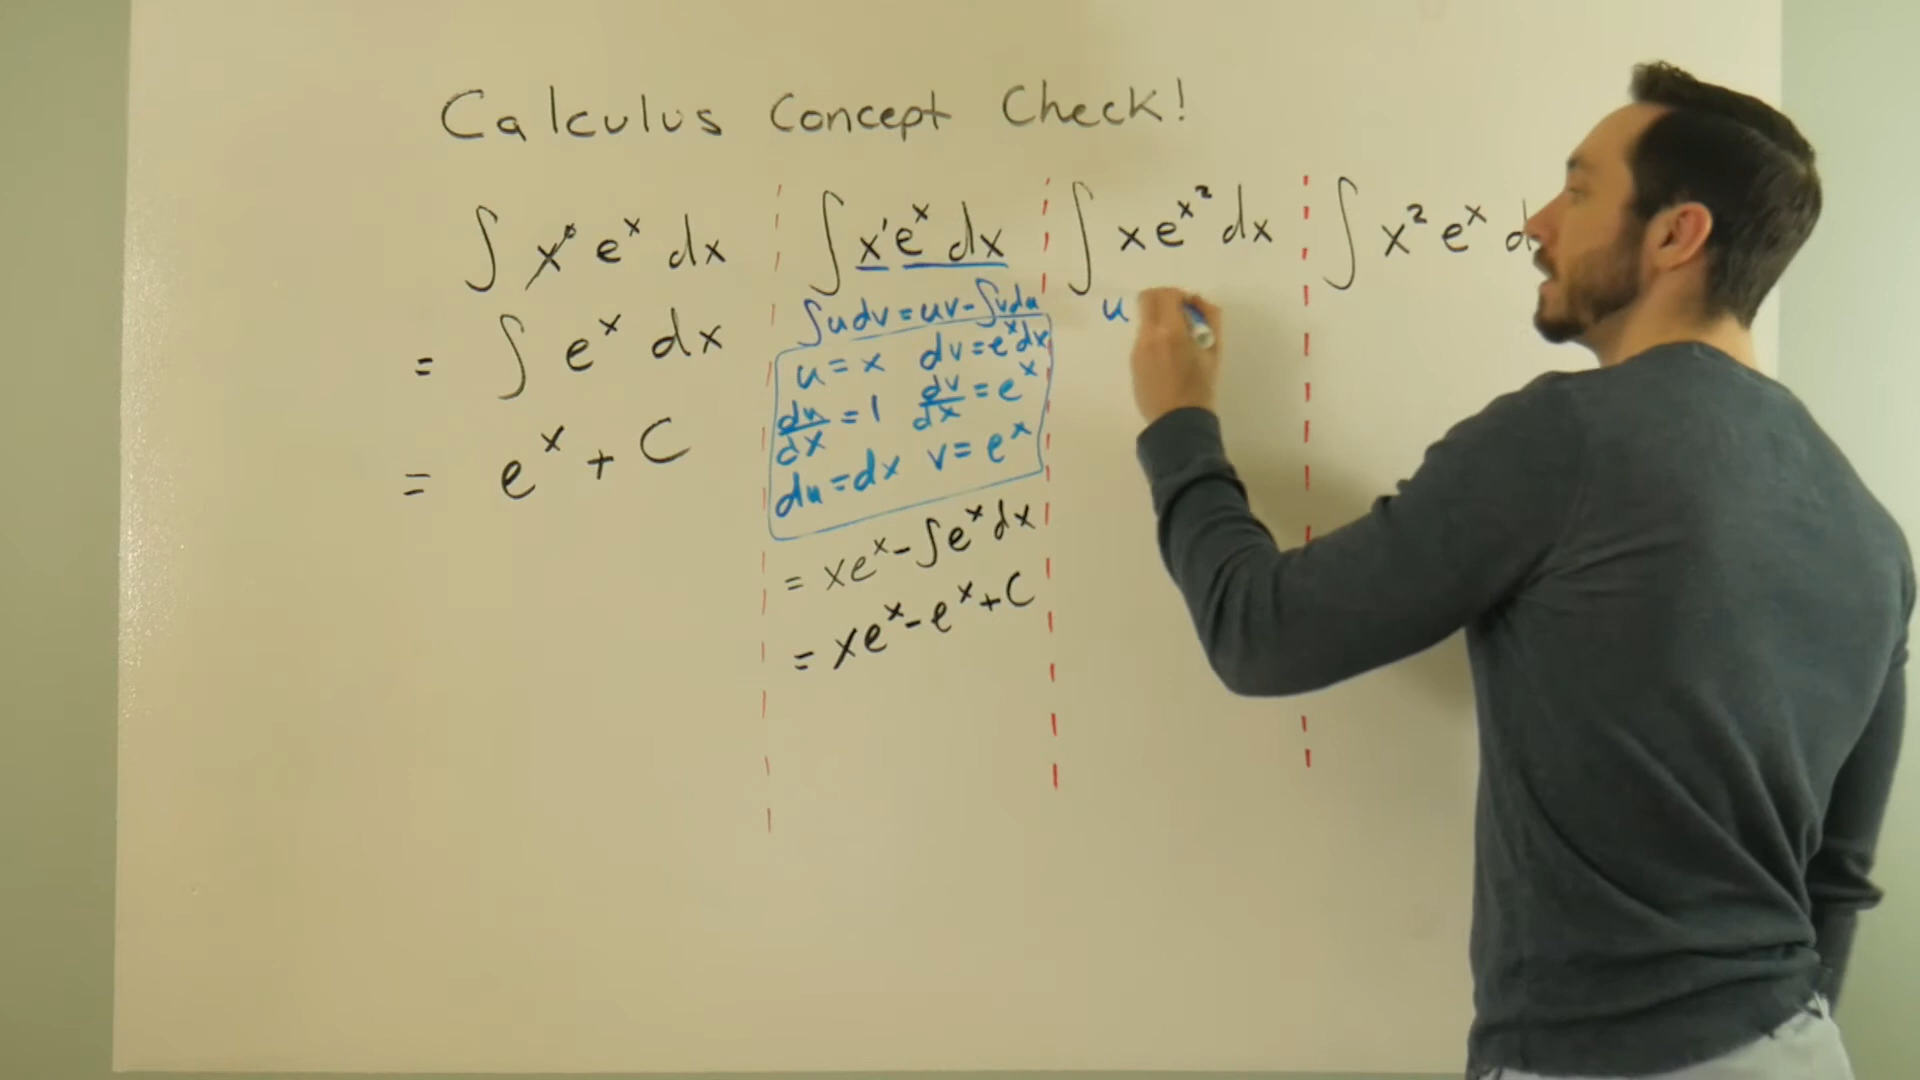 Calculus Concept Check!
∫ x⁰ eˣ dx
= ∫ eˣ dx
= eˣ + C
∫ x¹ eˣ dx
∫ u dv = uv - ∫ v du
u = x dv = eˣ dx
du/dx = 1 dv/dx = eˣ
du = dx v = eˣ
= xeˣ - ∫ eˣ dx
= xeˣ - eˣ + C
∫ x e^x² dx
u
∫ x² eˣ d